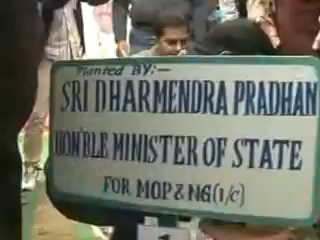 Planted BY:-
SRI DHARMENDRA PRADHAN
HON'BLE MINISTER OF STATE
FOR MOP & NG (I/C)